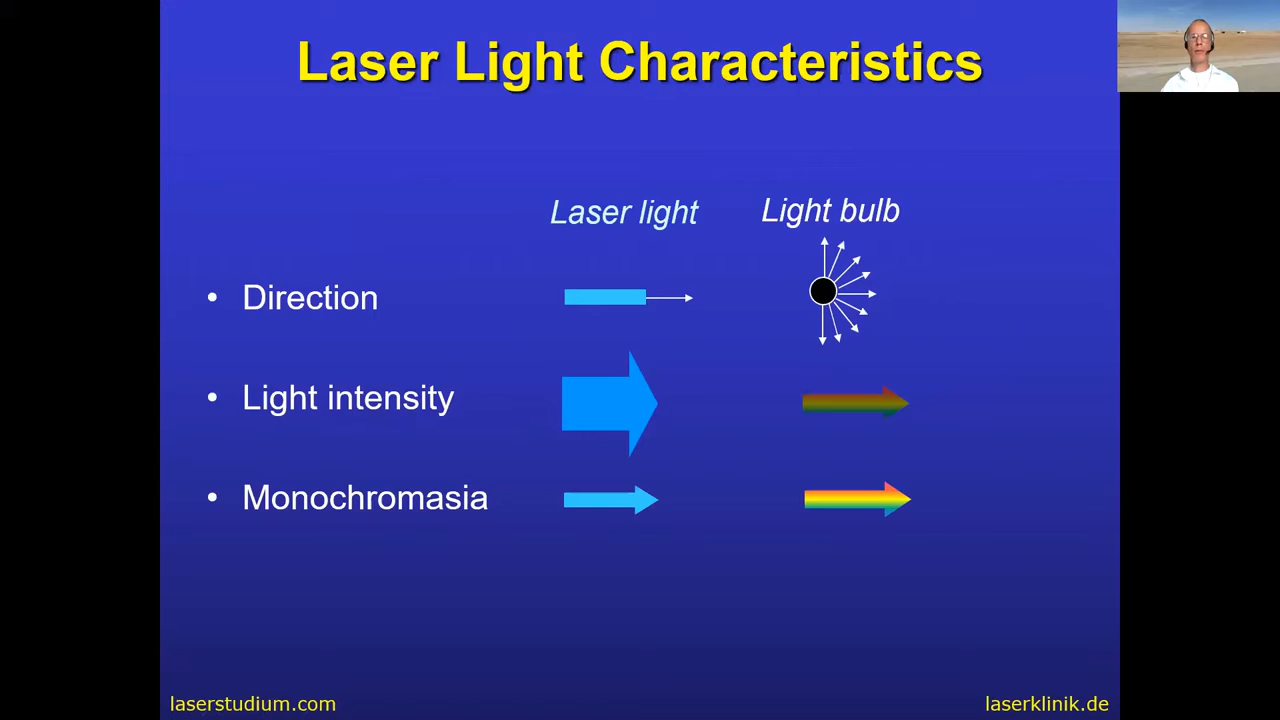 Laser Light Characteristics
Laser light
Light bulb
• Direction
• Light intensity
• Monochromasia
laserstudium.com
laserklinik.de